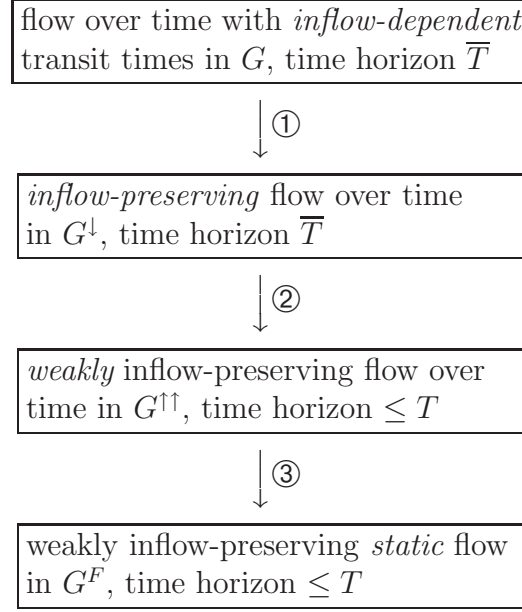 flow over time with inflow-dependent
transit times in G, time horizon T̅
①
inflow-preserving flow over time
in G↓, time horizon T̅
②
weakly inflow-preserving flow over
time in G↑↑, time horizon ≤ T
③
weakly inflow-preserving static flow
in Gᶠ, time horizon ≤ T